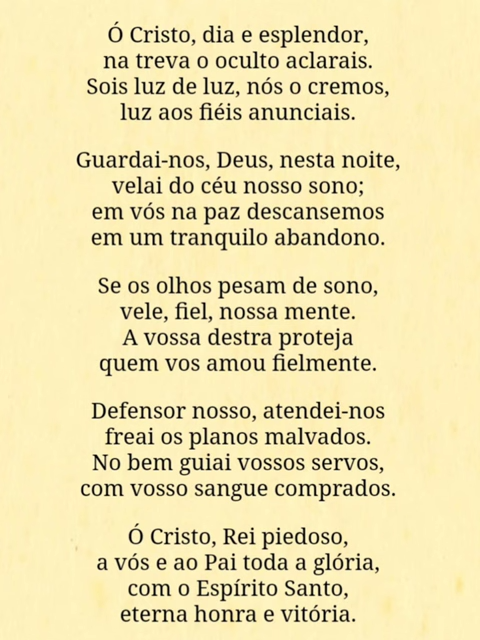 Ó Cristo, dia e esplendor,
na treva o oculto aclarais.
Sois luz de luz, nós o cremos,
luz aos fiéis anunciais.
Guardai-nos, Deus, nesta noite,
velai do céu nosso sono;
em vós na paz descansemos
em um tranquilo abandono.
Se os olhos pesam de sono,
vele, fiel, nossa mente.
A vossa destra proteja
quem vos amou fielmente.
Defensor nosso, atendei-nos
freai os planos malvados.
No bem guiai vossos servos,
com vosso sangue comprados.
Ó Cristo, Rei piedoso,
a vós e ao Pai toda a glória,
com o Espírito Santo,
eterna honra e vitória.